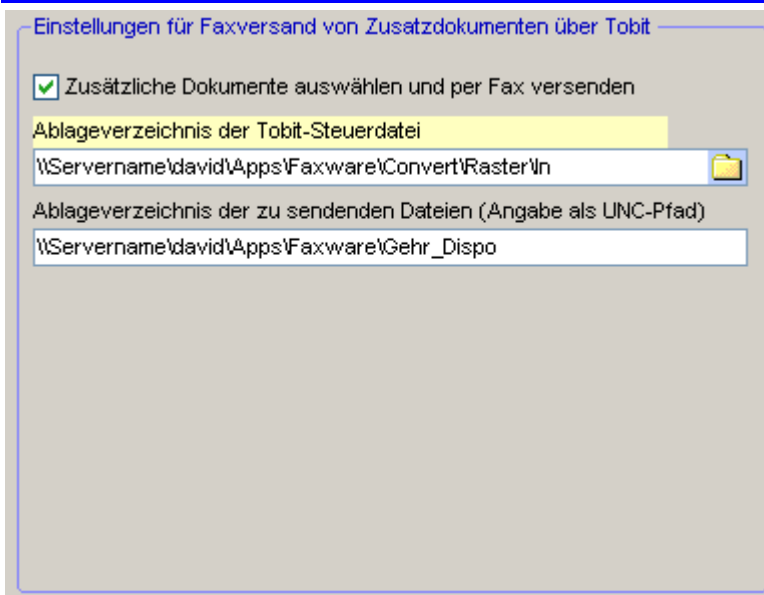 Einstellungen für Faxversand von Zusatzdokumenten über Tobit
Zusätzliche Dokumente auswählen und per Fax versenden
Ablageverzeichnis der Tobit-Steuerdatei
\\Servername\david\Apps\Faxware\Convert\Raster\In
Ablageverzeichnis der zu sendenden Dateien (Angabe als UNC-Pfad)
\\Servername\david\Apps\Faxware\Gehr_Dispo